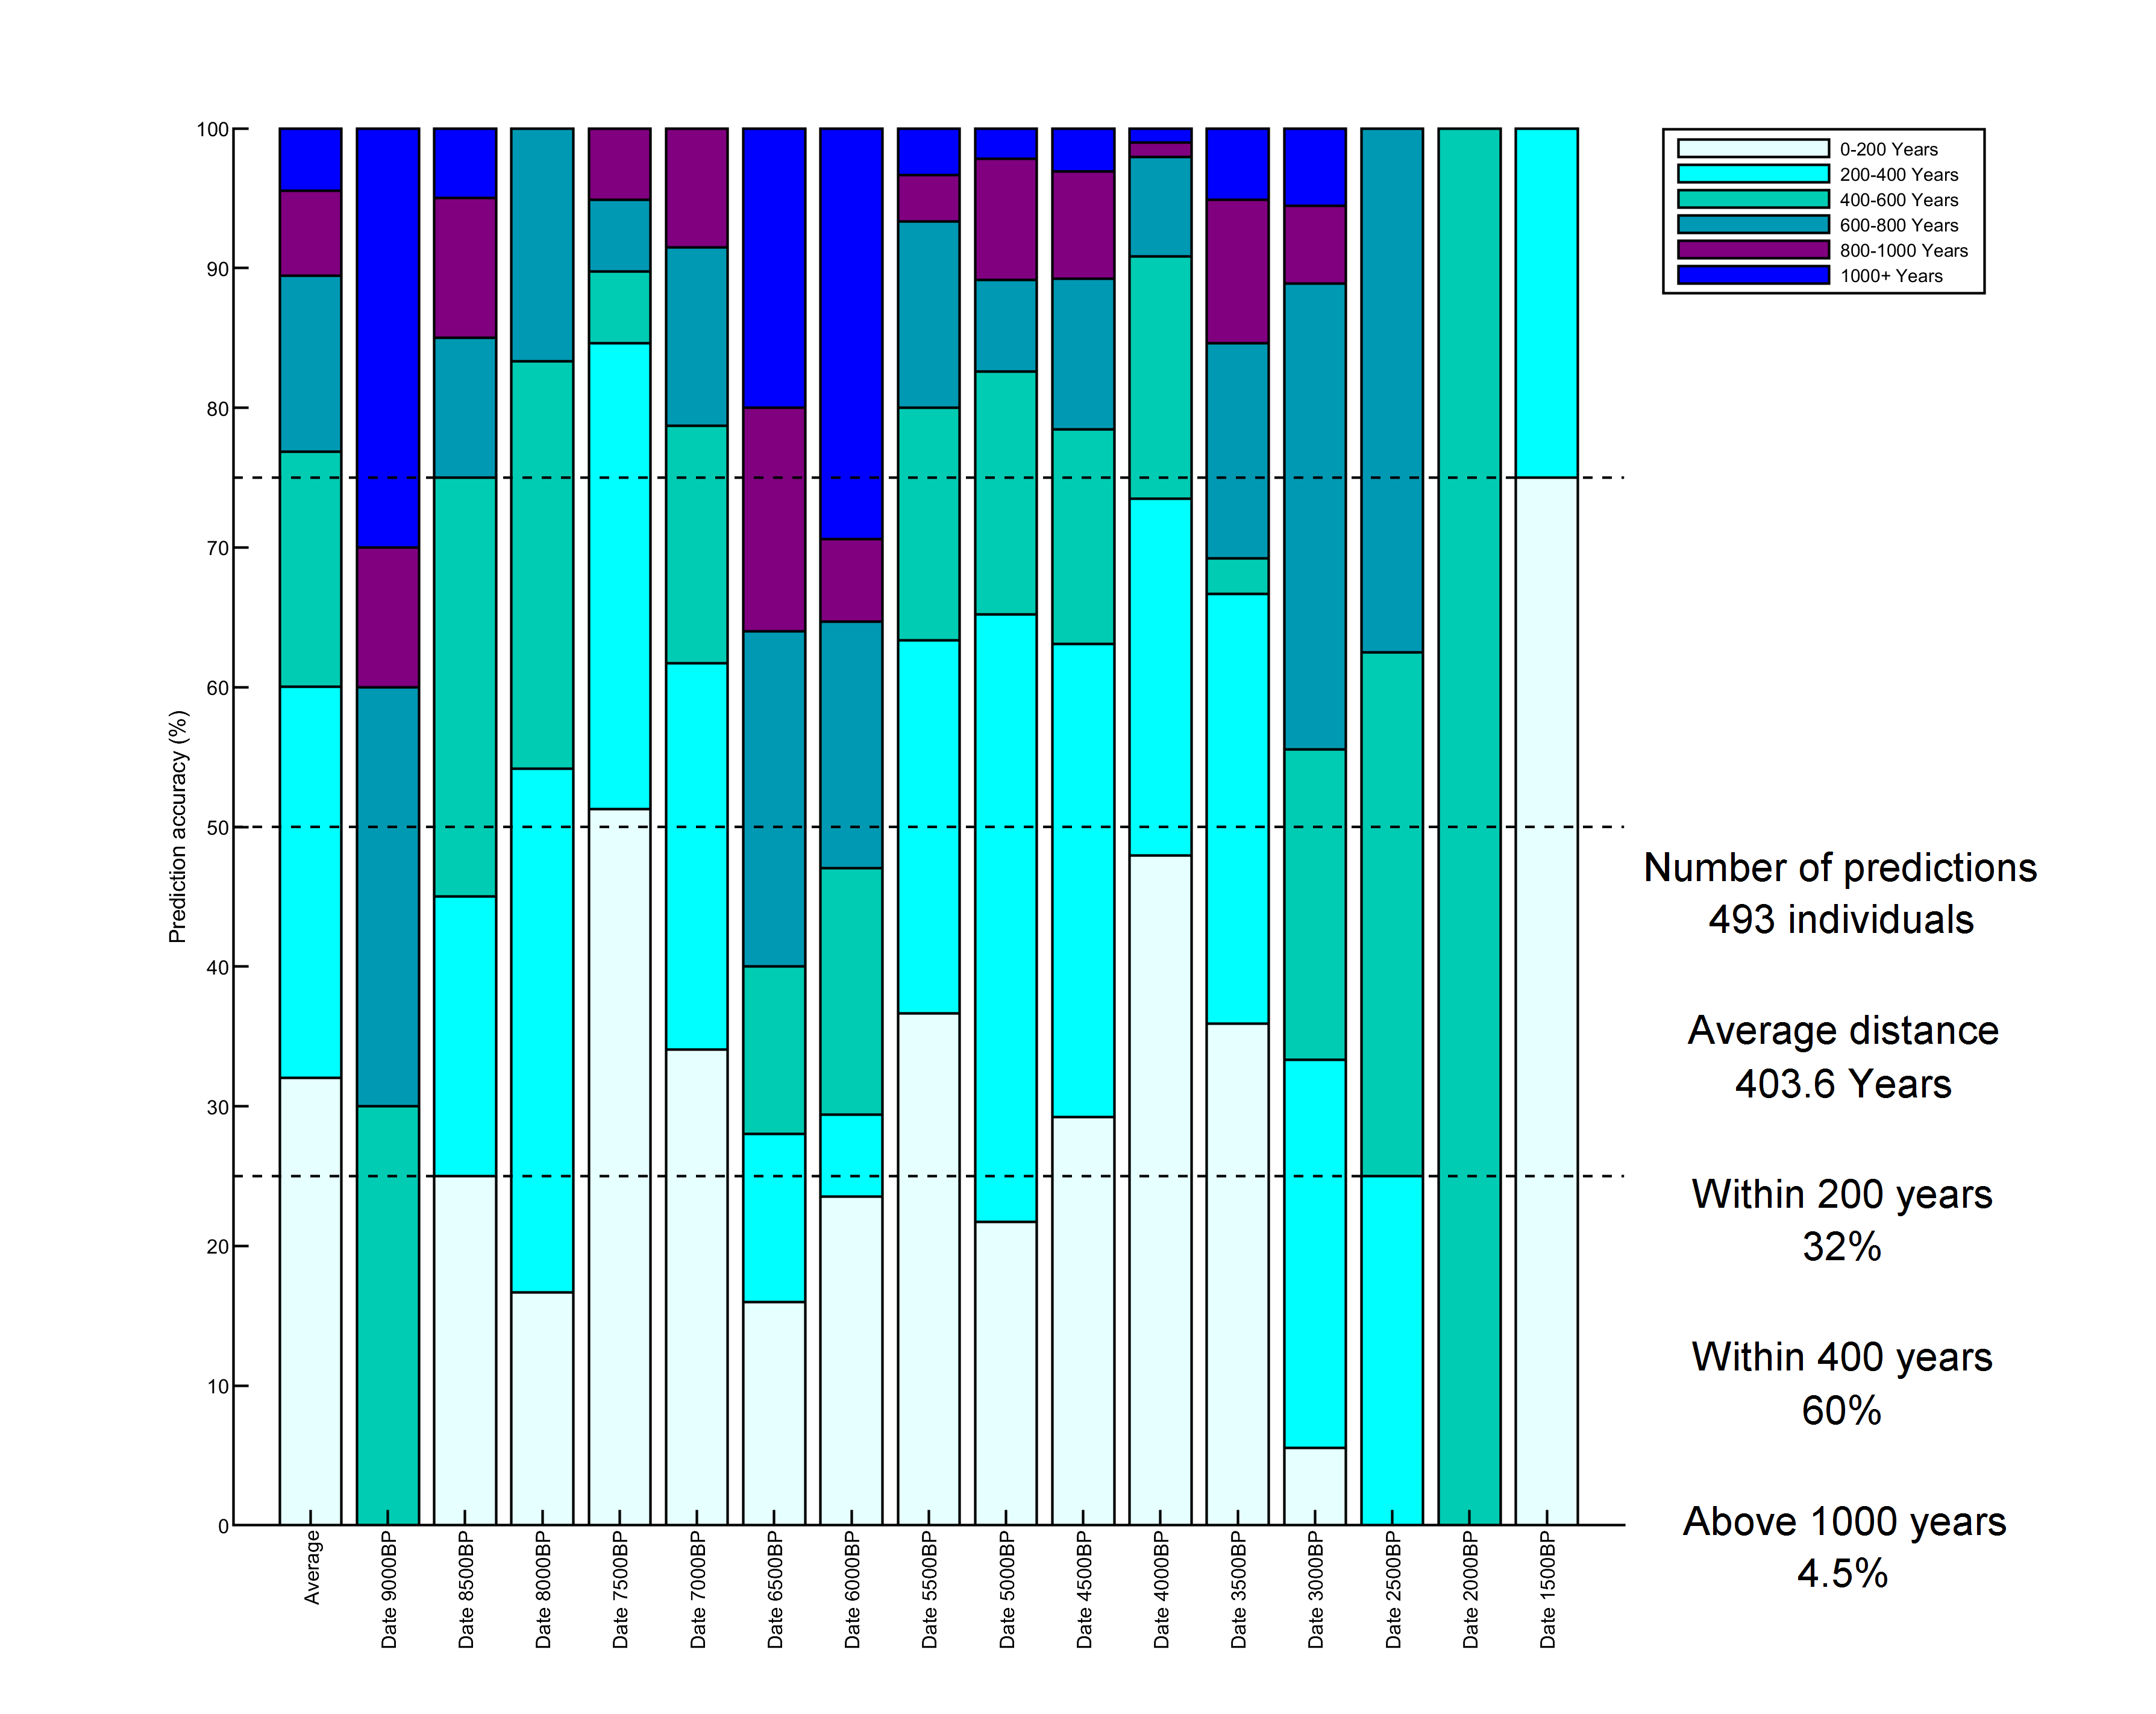 100
90
80
70
60
50
40
30
20
10
0
Prediction accuracy (%)
Average
Date 9000BP
Date 8500BP
Date 8000BP
Date 7500BP
Date 7000BP
Date 6500BP
Date 6000BP
Date 5500BP
Date 5000BP
Date 4500BP
Date 4000BP
Date 3500BP
Date 3000BP
Date 2500BP
Date 2000BP
Date 1500BP
0-200 Years
200-400 Years
400-600 Years
600-800 Years
800-1000 Years
1000+ Years
Number of predictions
493 individuals
Average distance
403.6 Years
Within 200 years
32%
Within 400 years
60%
Above 1000 years
4.5%